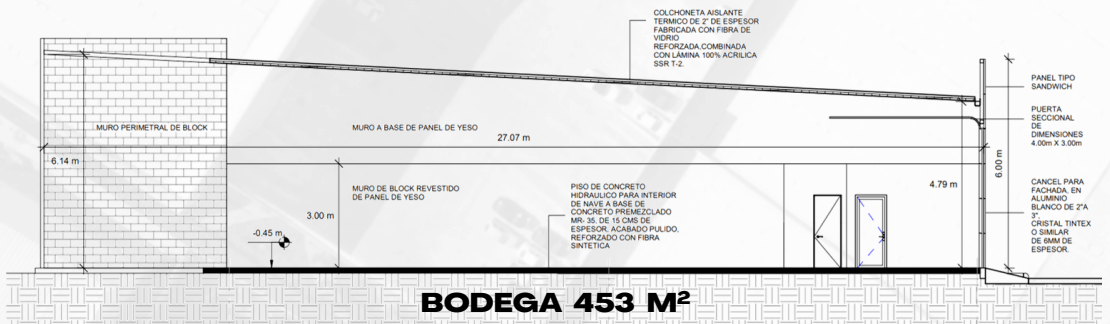 COLCHONETA AISLANTE
TERMICO DE 2" DE ESPESOR
FABRICADA CON FIBRA DE
VIDRIO
REFORZADA,COMBINADA
CON LÁMINA 100% ACRILICA
SSR T-2.
PANEL TIPO
SANDWICH
MURO PERIMETRAL DE BLOCK
MURO A BASE DE PANEL DE YESO
27.07 m
PUERTA
SECCIONAL
DE
DIMENSIONES
4.00m X 3.00m
6.14 m
6.00 m
MURO DE BLOCK REVESTIDO
DE PANEL DE YESO
3.00 m
PISO DE CONCRETO
HIDRAULICO PARA INTERIOR
DE NAVE A BASE DE
CONCRETO PREMEZCLADO
MR- 35, DE 15 CMS DE
ESPESOR, ACABADO PULIDO,
REFORZADO CON FIBRA
SINTETICA
4.79 m
CANCEL PARA
FACHADA, EN
ALUMINIO
BLANCO DE 2"A
3",
CRISTAL TINTEX
O SIMILAR
DE 6MM DE
ESPESOR.
-0.45 m
BODEGA 453 M²